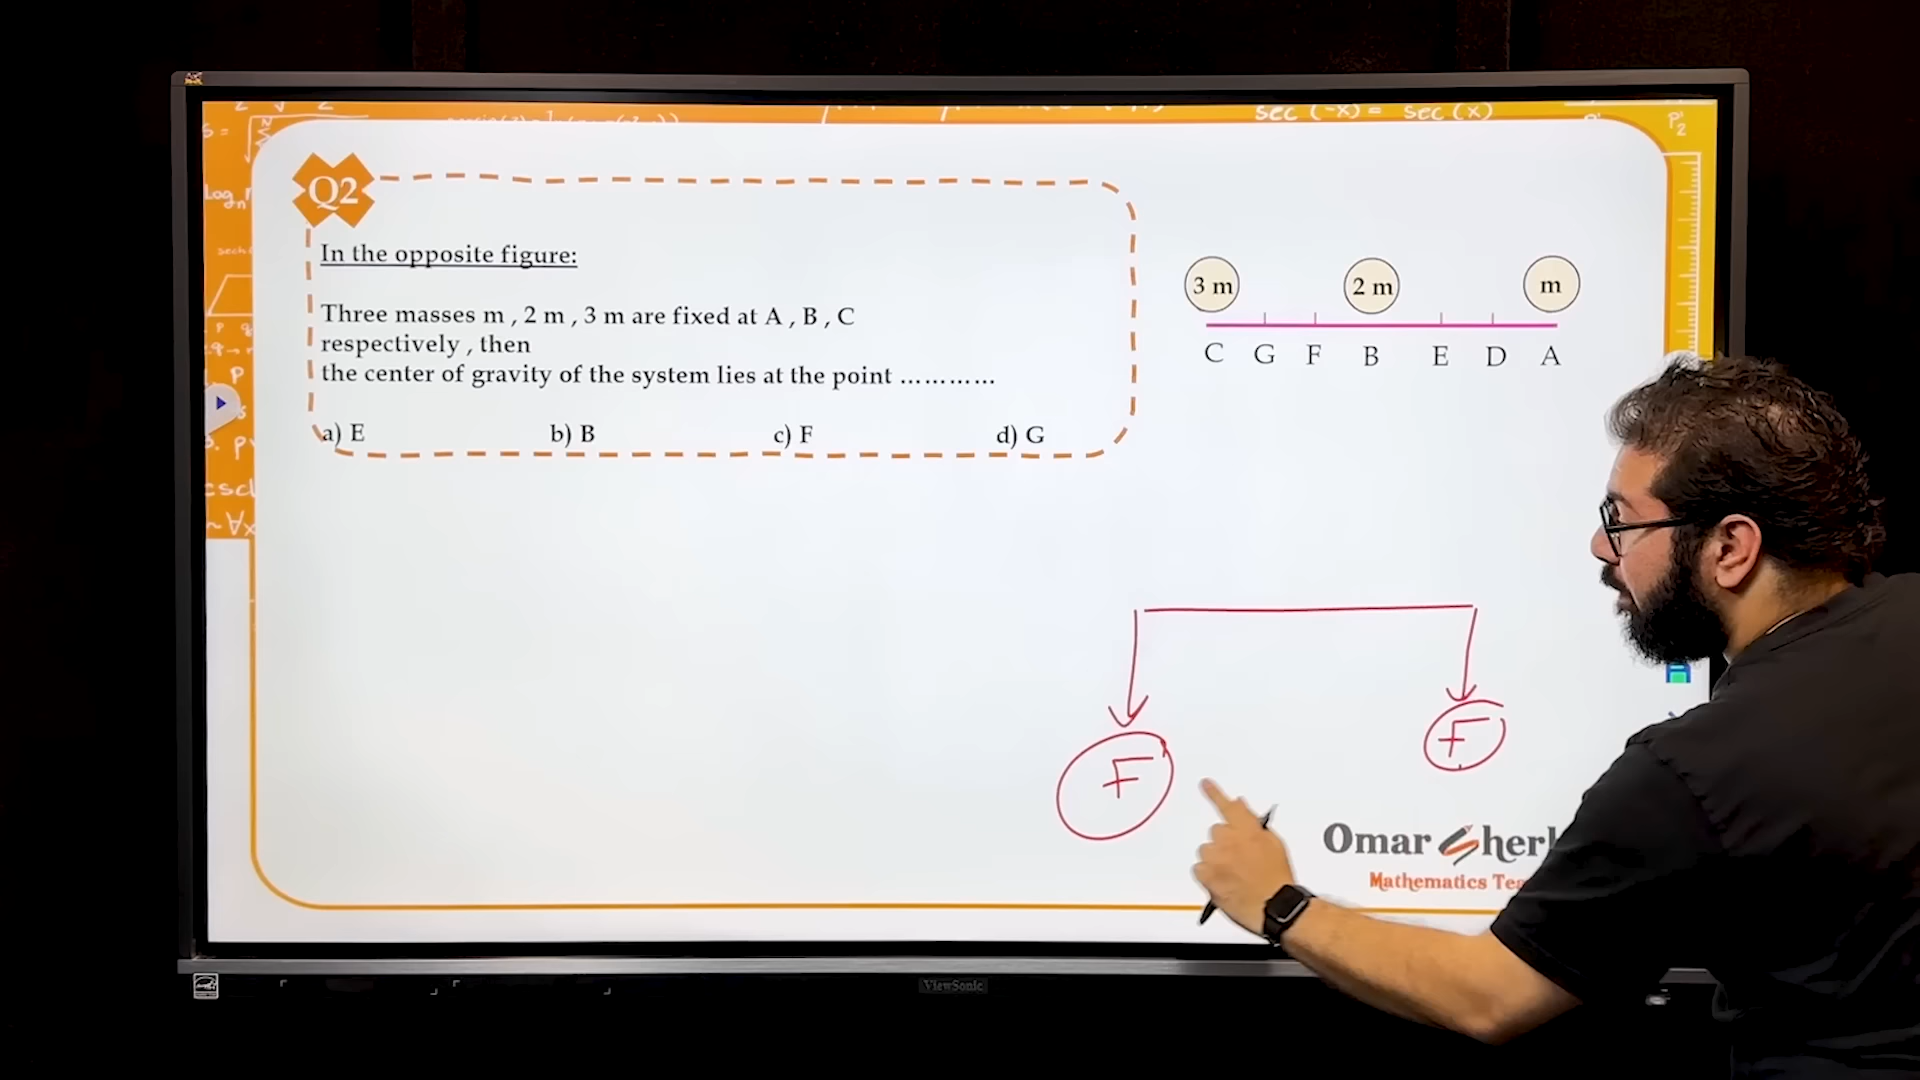 sec (-x) = sec (x)
P'2
Q2
In the opposite figure:
Three masses m , 2 m , 3 m are fixed at A , B , C
respectively , then
the center of gravity of the system lies at the point …………
a) E b) B c) F d) G
3 m 2 m m
C G F B E D A
F F
Omar
Mathematics
ViewSonic